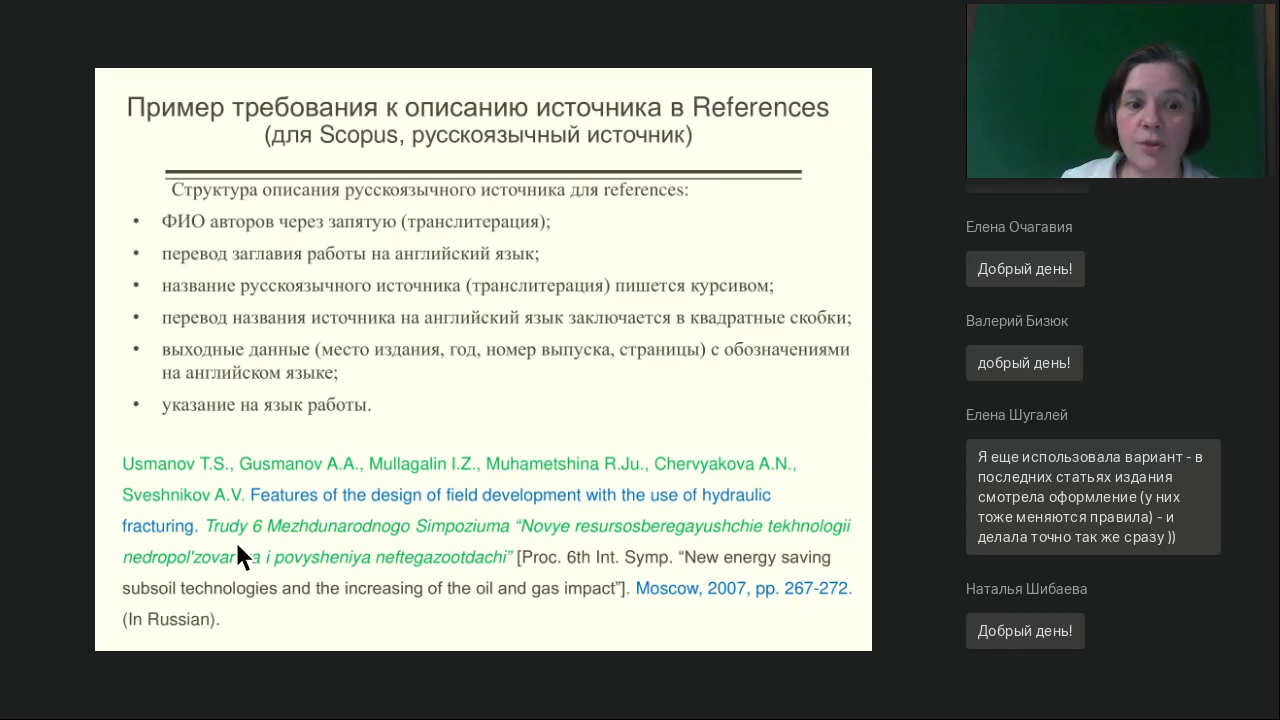 Пример требования к описанию источника в References
(для Scopus, русскоязычный источник)
Структура описания русскоязычного источника для references:
• ФИО авторов через запятую (транслитерация);
• перевод заглавия работы на английский язык;
• название русскоязычного источника (транслитерация) пишется курсивом;
• перевод названия источника на английский язык заключается в квадратные скобки;
• выходные данные (место издания, год, номер выпуска, страницы) с обозначениями
на английском языке;
• указание на язык работы.
Usmanov T.S., Gusmanov A.A., Mullagalin I.Z., Muhametshina R.Ju., Chervyakova A.N.,
Sveshnikov A.V. Features of the design of field development with the use of hydraulic
fracturing. Trudy 6 Mezhdunarodnogo Simpoziuma “Novye resursosberegayushchie tekhnologii
i povysheniya neftegazootdachi” [Proc. 6th Int. Symp. “New energy saving
subsoil technologies and the increasing of the oil and gas impact”]. Moscow, 2007, pp. 267-272.
(In Russian).
Елена Очагавия
Добрый день!
Валерий Бизюк
добрый день!
Елена Шугалей
Я еще использовала вариант - в
последних статьях издания
смотрела оформление (у них
тоже меняются правила) - и
делала точно так же сразу ))
Наталья Шибаева
Добрый день!